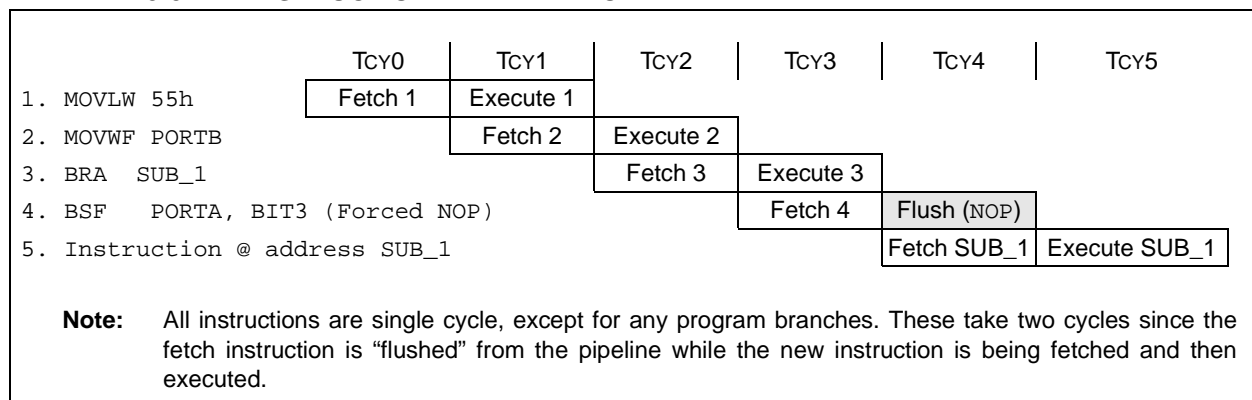 TCY0 TCY1 TCY2 TCY3 TCY4 TCY5
1. MOVLW 55h Fetch 1 Execute 1
2. MOVWF PORTB Fetch 2 Execute 2
3. BRA SUB_1 Fetch 3 Execute 3
4. BSF PORTA, BIT3 (Forced NOP) Fetch 4 Flush (NOP)
5. Instruction @ address SUB_1 Fetch SUB_1 Execute SUB_1
Note: All instructions are single cycle, except for any program branches. These take two cycles since the
fetch instruction is “flushed” from the pipeline while the new instruction is being fetched and then
executed.